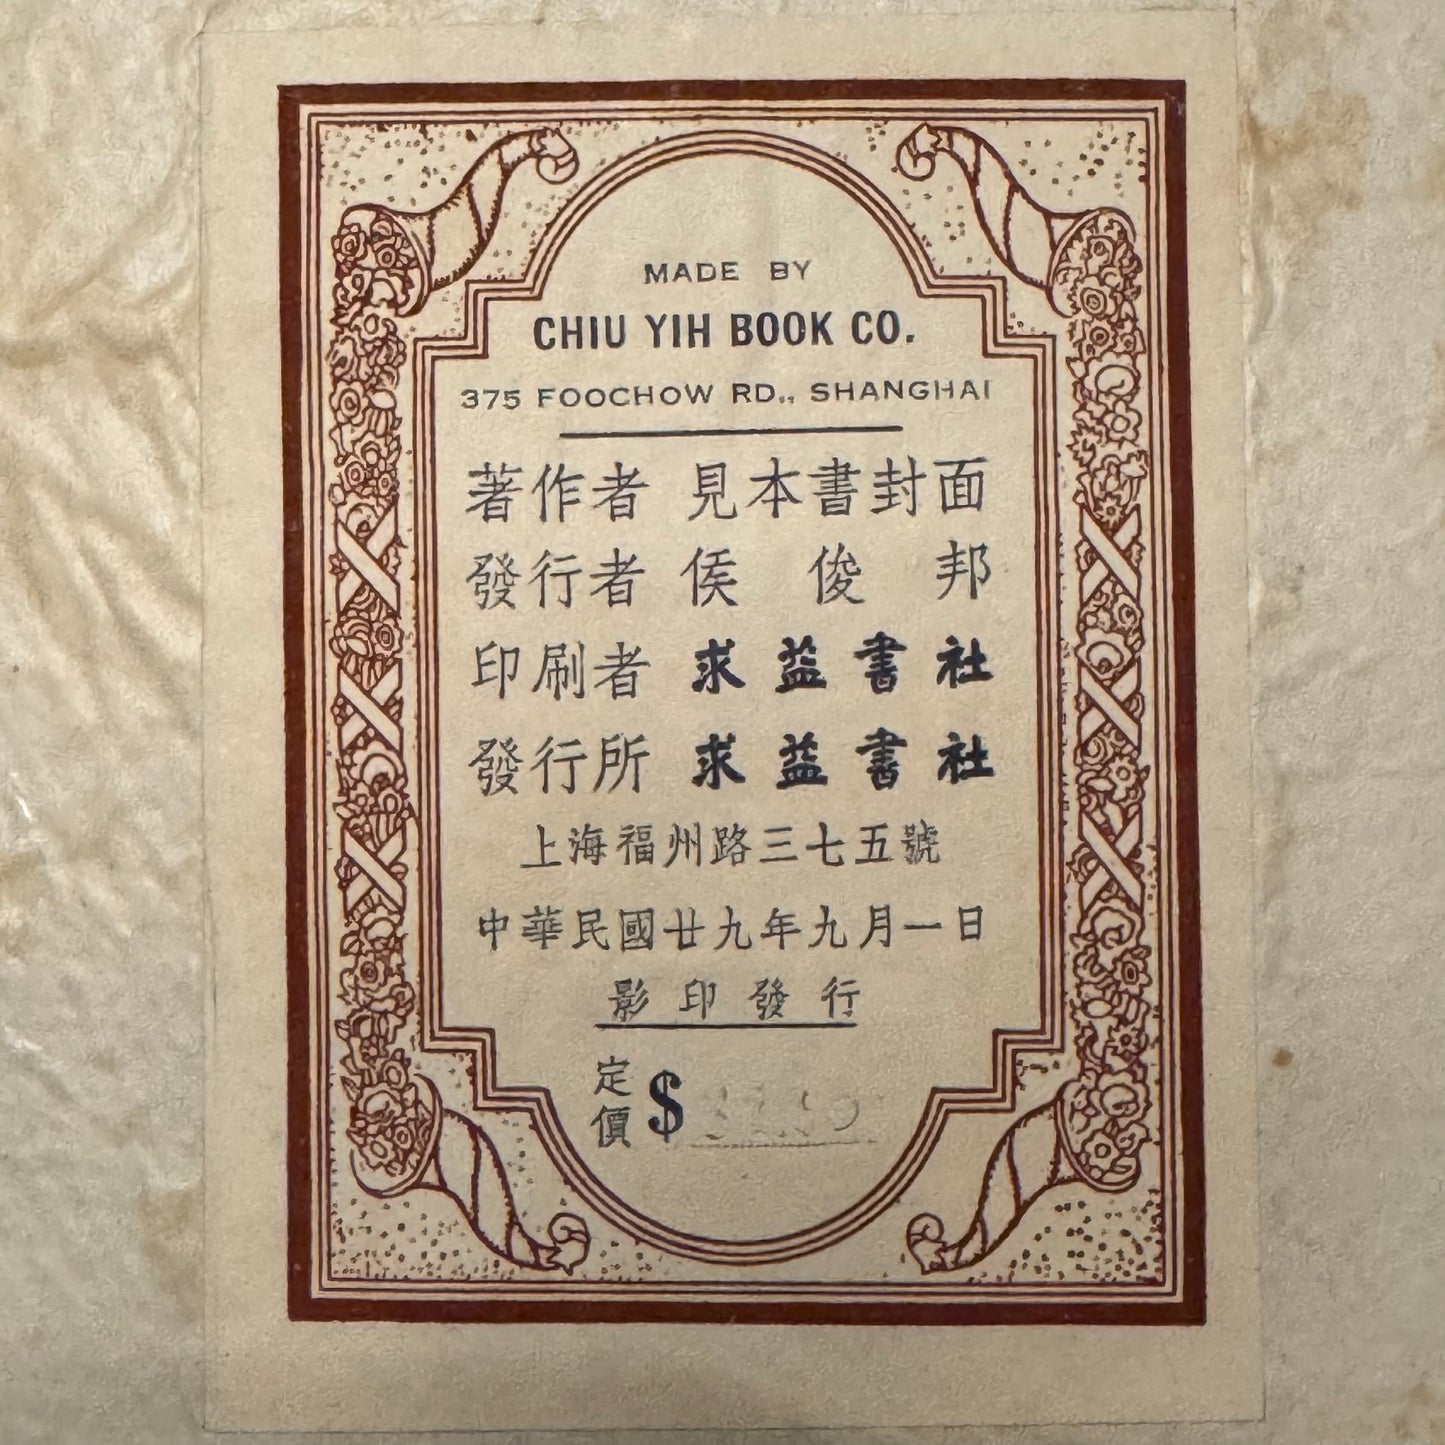 MADE BY
CHIU YIH BOOK CO.
375 FOOCHOW RD., SHANGHAI
著作者 見本書封面
發行者 侯俊邦
印刷者 求益書社
發行所 求益書社
上海福州路三七五號
中華民國廿九年九月一日
影印發行
定價 $